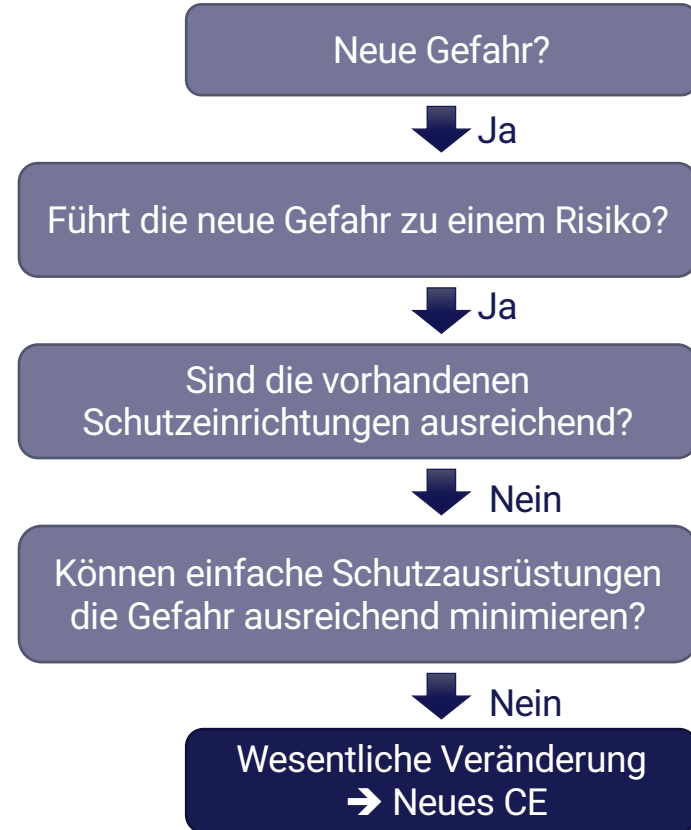 Neue Gefahr?
Ja
Führt die neue Gefahr zu einem Risiko?
Ja
Sind die vorhandenen
Schutzeinrichtungen ausreichend?
Nein
Können einfache Schutzausrüstungen
die Gefahr ausreichend minimieren?
Nein
Wesentliche Veränderung
➔ Neues CE